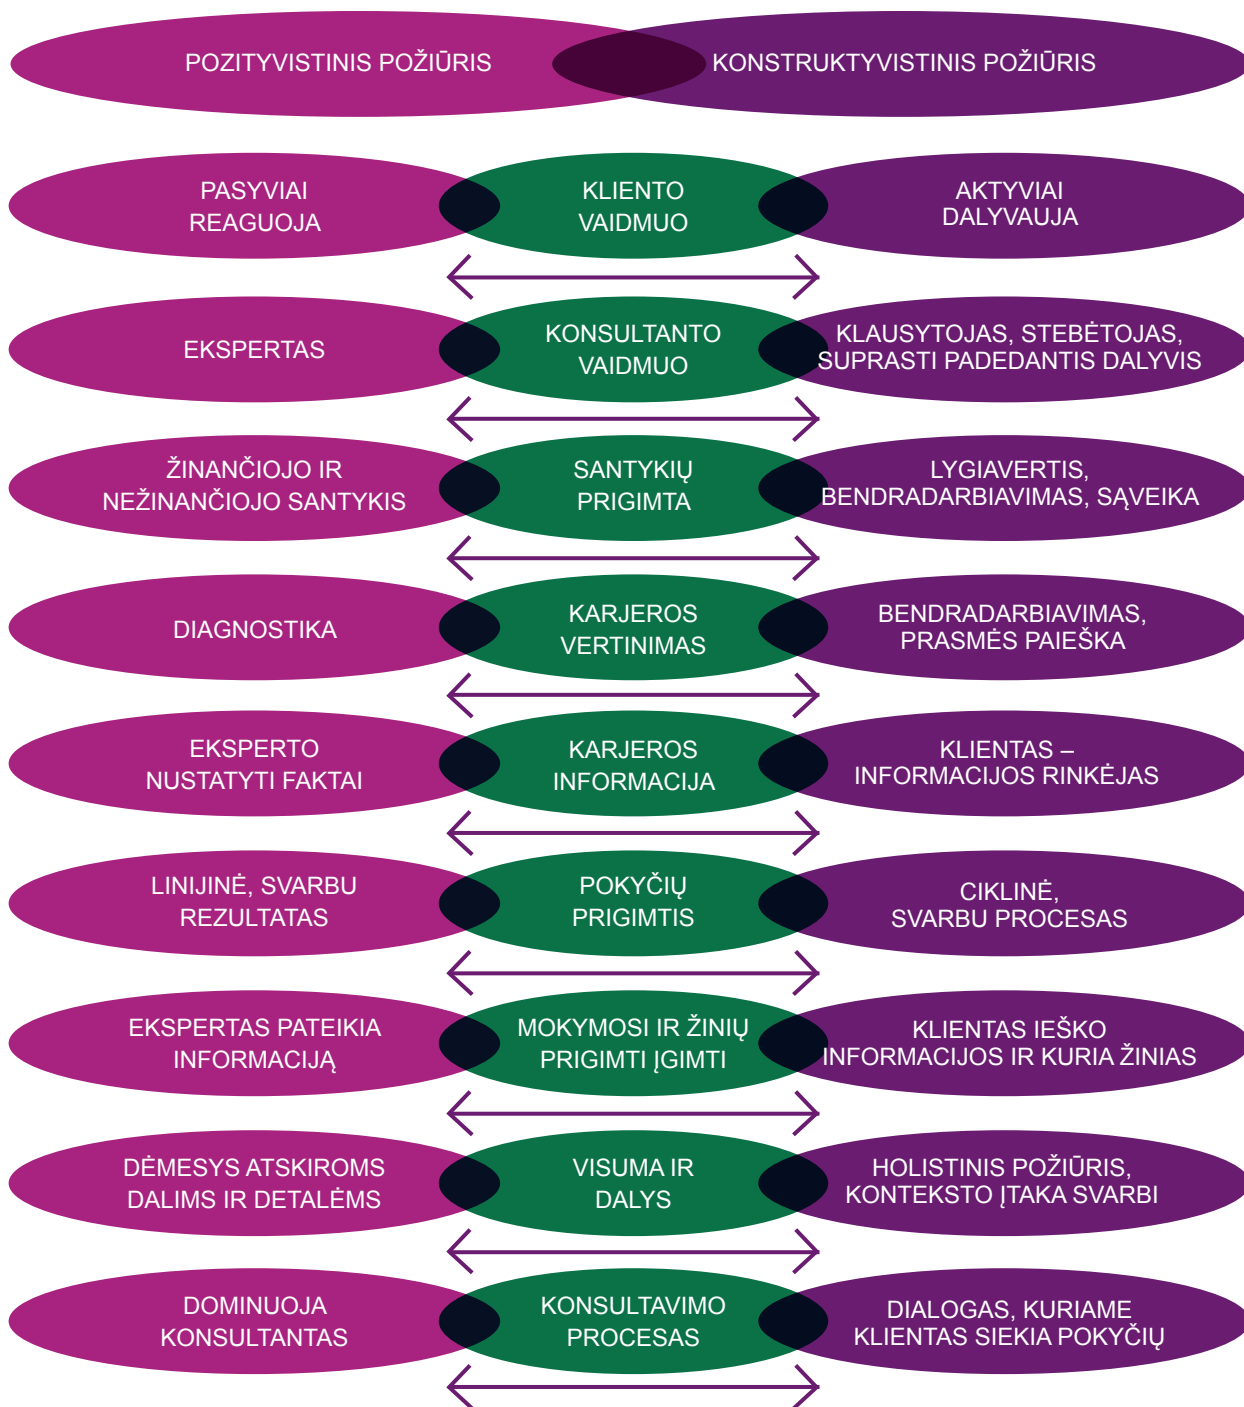 POZITYVISTINIS POŽIŪRIS
KONSTRUKTYVISTINIS POŽIŪRIS
PASYVIAI
REAGUOJA
KLIENTO
VAIDMUO
AKTYVIAI
DALYVAUJA
EKSPERTAS
KONSULTANTO
VAIDMUO
KLAUSYTOJAS, STEBĖTOJAS,
SUPRASTI PADEDANTIS DALYVIS
ŽINANČIOJO IR
NEŽINANČIOJO SANTYKIS
SANTYKIŲ
PRIGIMTA
LYGIAVERTIS,
BENDRADARBIAVIMAS, SĄVEIKA
DIAGNOSTIKA
KARJEROS
VERTINIMAS
BENDRADARBIAVIMAS,
PRASMĖS PAIEŠKA
EKSPERTO
NUSTATYTI FAKTAI
KARJEROS
INFORMACIJA
KLIENTAS –
INFORMACIJOS RINKĖJAS
LINIJINĖ, SVARBU
REZULTATAS
POKYČIŲ
PRIGIMTIS
CIKLINĖ,
SVARBU PROCESAS
EKSPERTAS PATEIKIA
INFORMACIJĄ
MOKYMOSI IR ŽINIŲ
PRIGIMTI ĮGIMTI
KLIENTAS IEŠKO
INFORMACIJOS IR KURIA ŽINIAS
DĖMESYS ATSKIROMS
DALIMS IR DETALĖMS
VISUMA IR
DALYS
HOLISTINIS POŽIŪRIS,
KONTEKSTO ĮTAKA SVARBI
DOMINUOJA
KONSULTANTAS
KONSULTAVIMO
PROCESAS
DIALOGAS, KURIAME
KLIENTAS SIEKIA POKYČIŲ